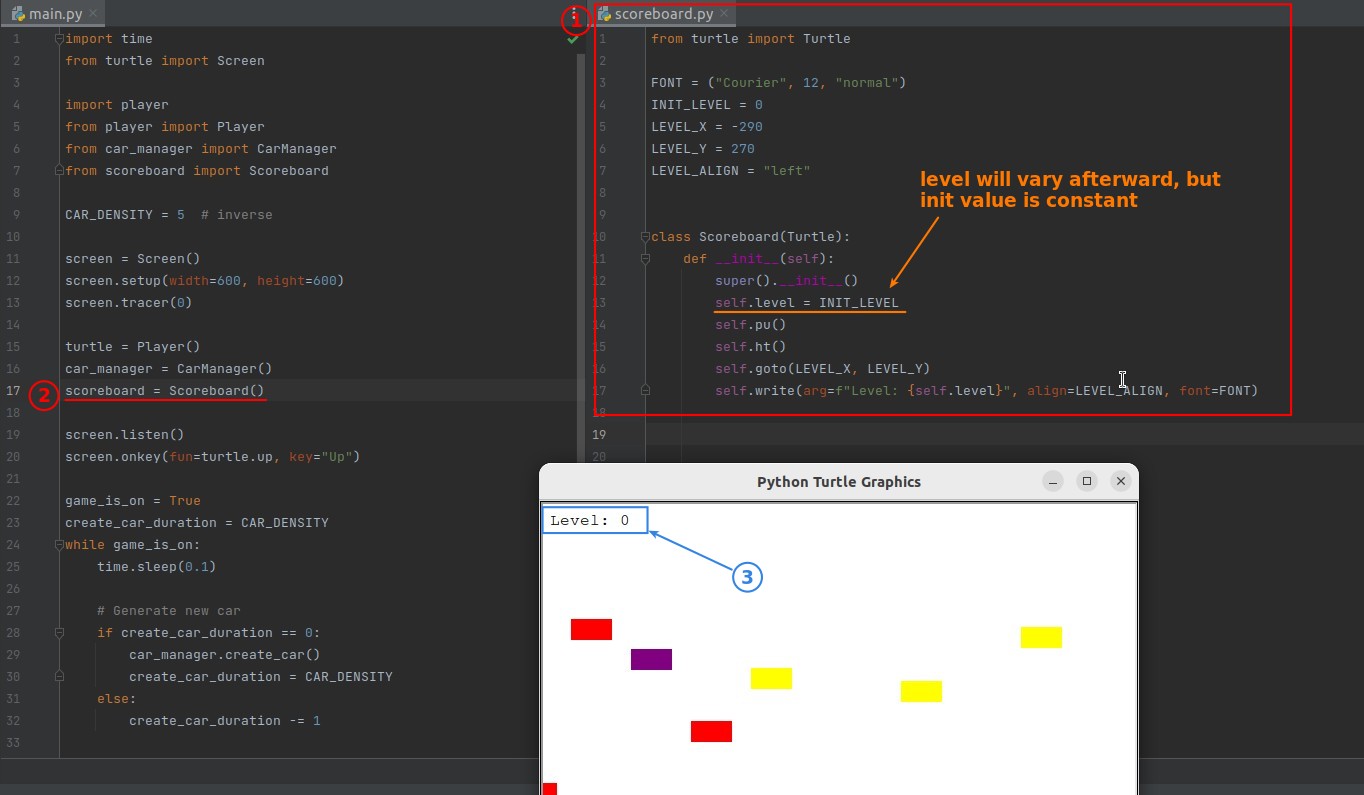 main.py
1 import time
2 from turtle import Screen
3
4 import player
5 from player import Player
6 from car_manager import CarManager
7 from scoreboard import Scoreboard
8
9 CAR_DENSITY = 5  # inverse
10
11 screen = Screen()
12 screen.setup(width=600, height=600)
13 screen.tracer(0)
14
15 turtle = Player()
16 car_manager = CarManager()
② 17 scoreboard = Scoreboard()
18
19 screen.listen()
20 screen.onkey(fun=turtle.up, key="Up")
21
22 game_is_on = True
23 create_car_duration = CAR_DENSITY
24 while game_is_on:
25     time.sleep(0.1)
26
27     # Generate new car
28     if create_car_duration == 0:
29         car_manager.create_car()
30         create_car_duration = CAR_DENSITY
31     else:
32         create_car_duration -= 1
33
① scoreboard.py
1 from turtle import Turtle
2
3 FONT = ("Courier", 12, "normal")
4 INIT_LEVEL = 0
5 LEVEL_X = -290
6 LEVEL_Y = 270
7 LEVEL_ALIGN = "left"
8
9
10 class Scoreboard(Turtle):
11     def __init__(self):
12         super().__init__()
13         self.level = INIT_LEVEL
14         self.pu()
15         self.ht()
16         self.goto(LEVEL_X, LEVEL_Y)
17         self.write(arg=f"Level: {self.level}", align=LEVEL_ALIGN, font=FONT)
18
19
20
level will vary afterward, but
init value is constant
Python Turtle Graphics
Level: 0
③